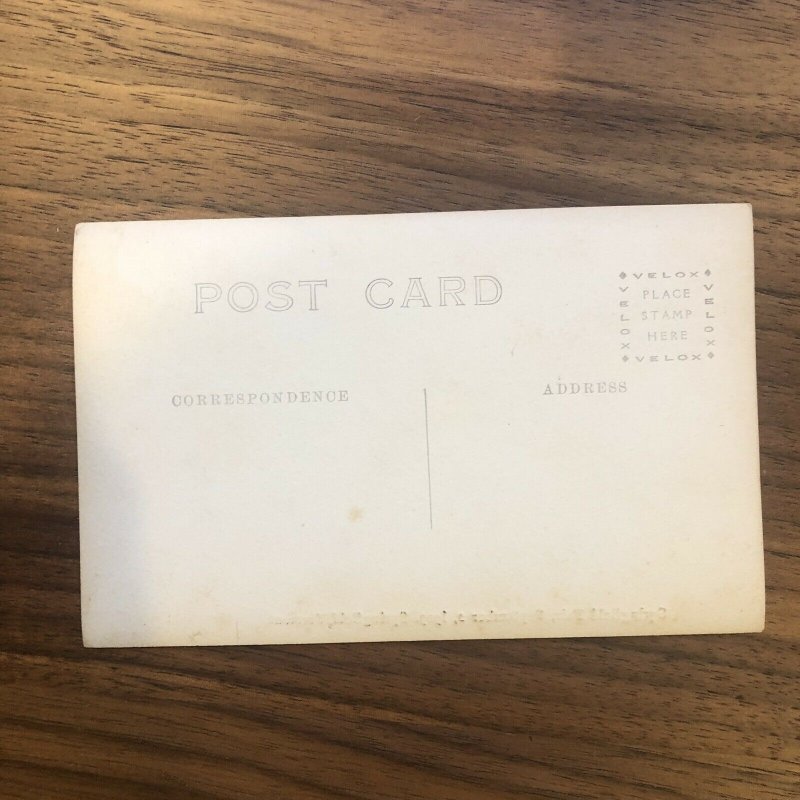 POST CARD
VELOX
VELOX
PLACE
STAMP
HERE
VELOX
VELOX
CORRESPONDENCE
ADDRESS